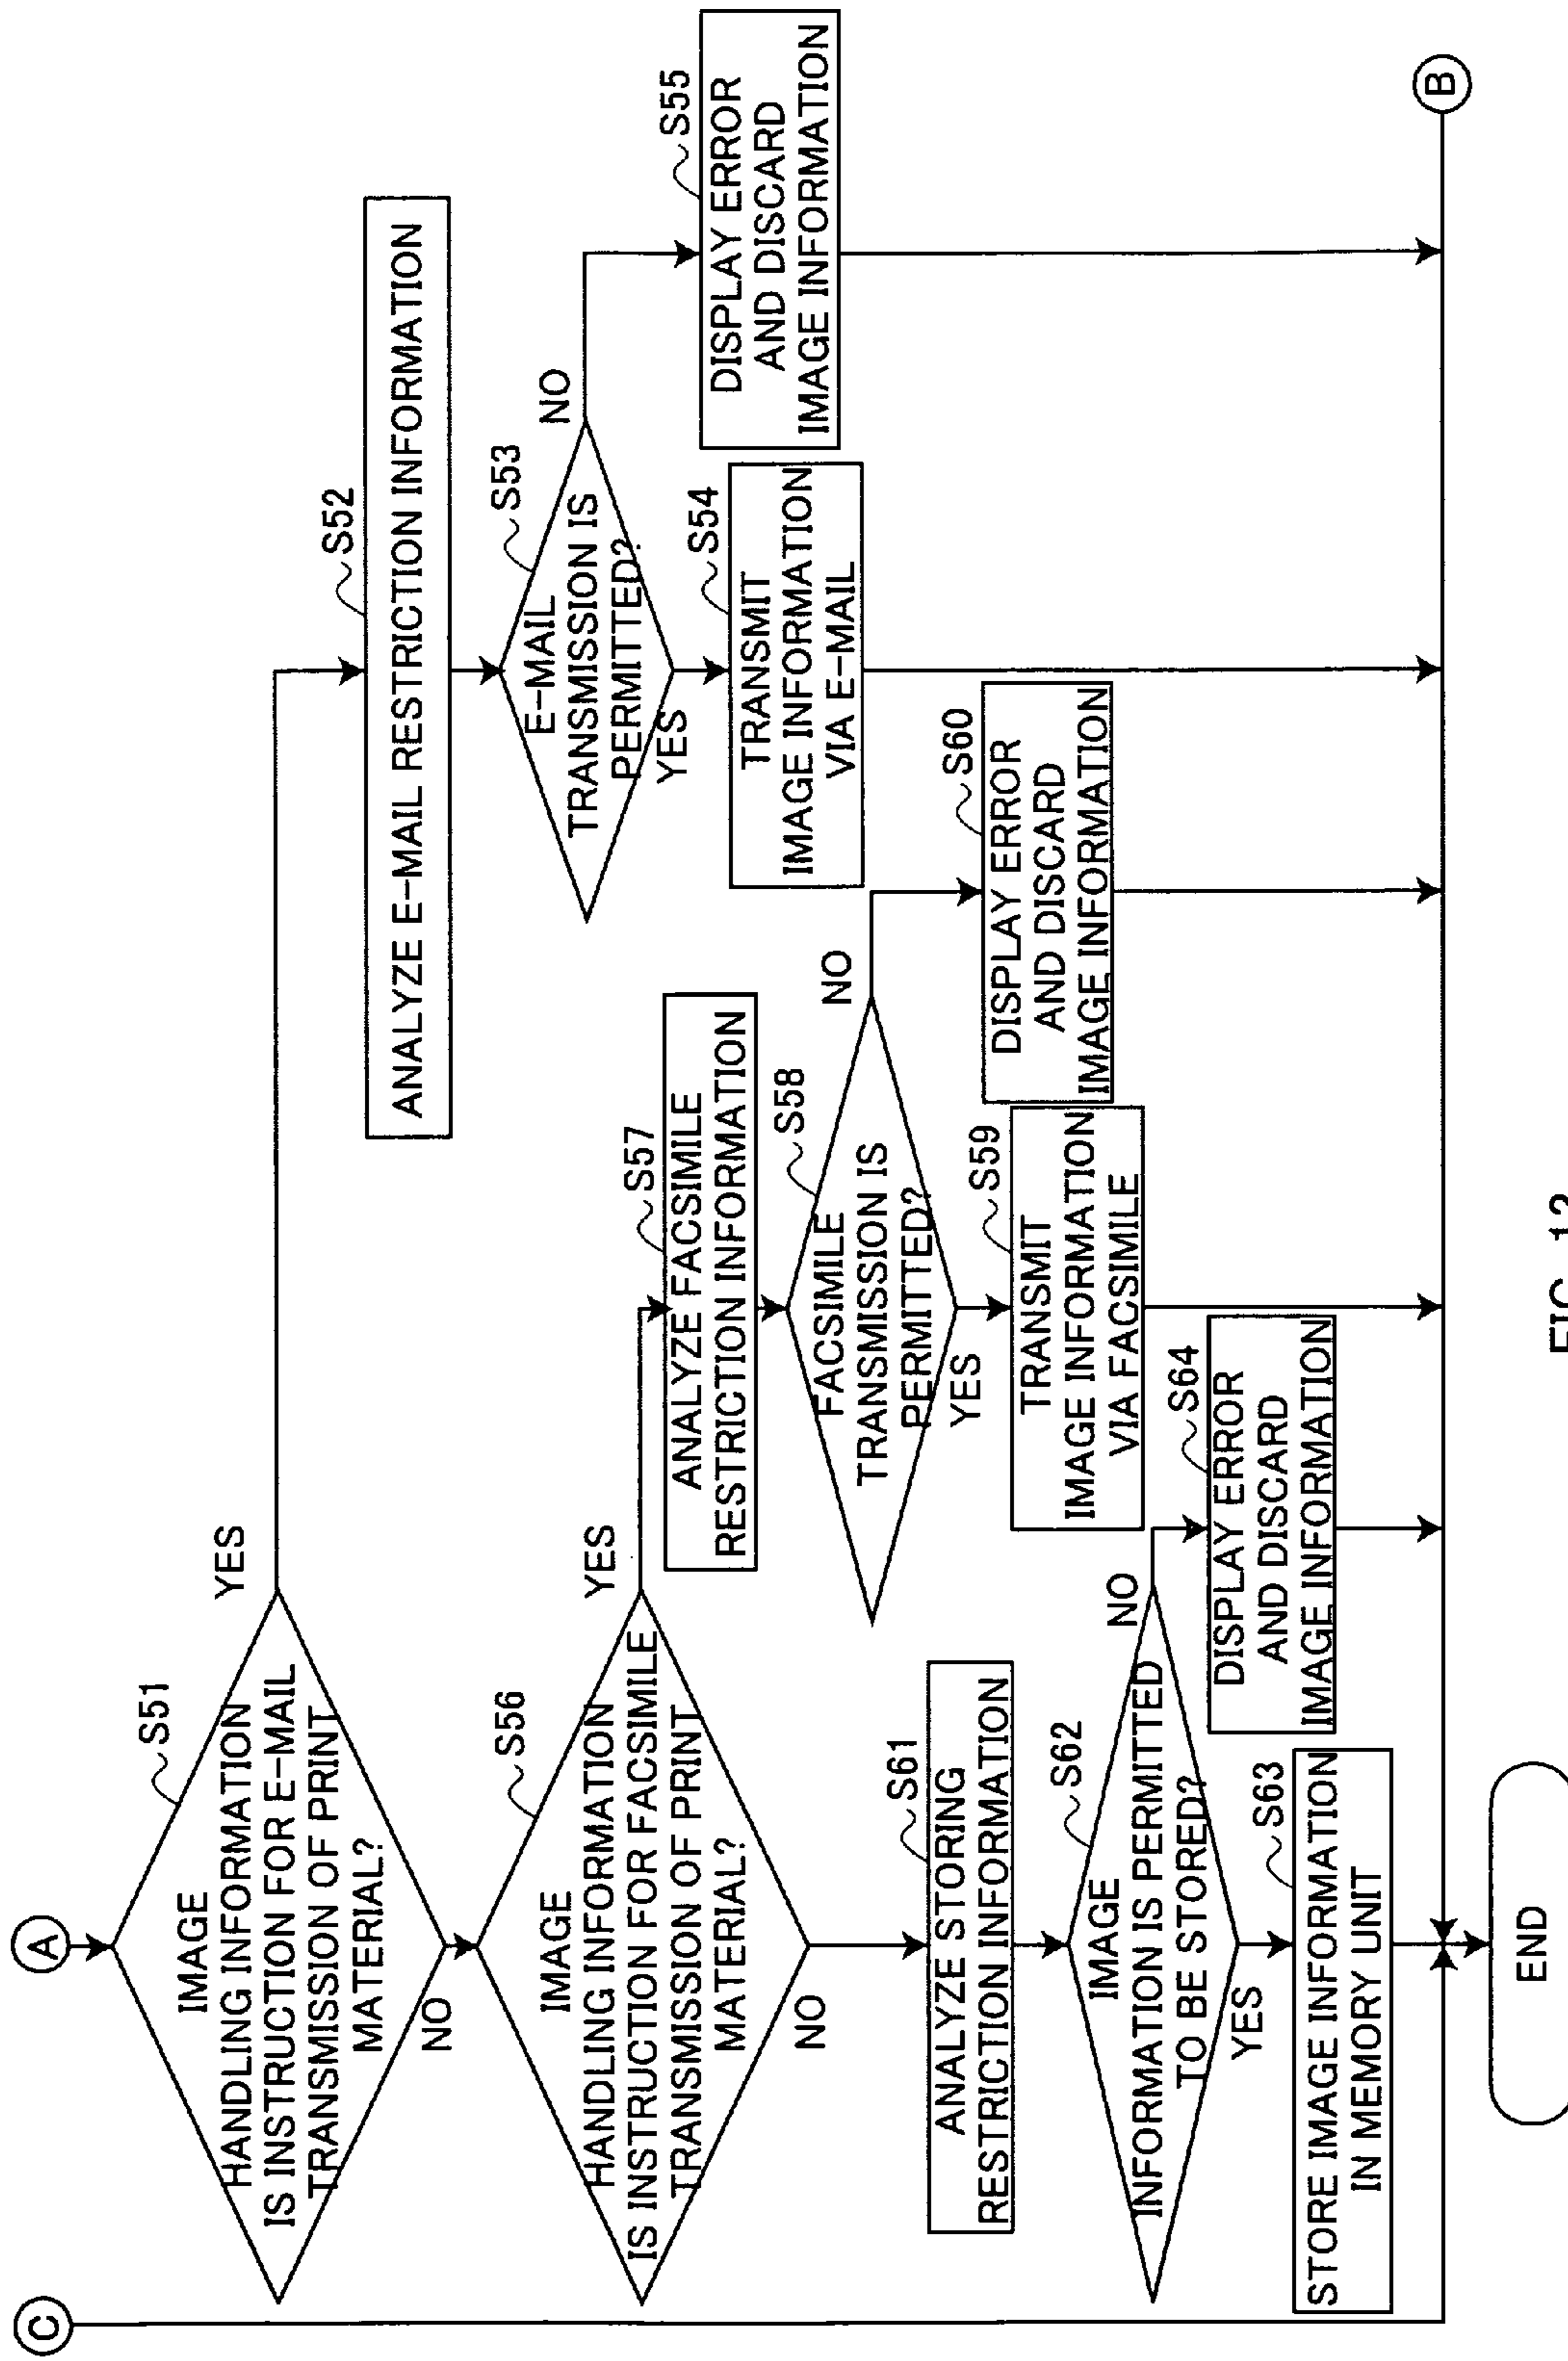 C
A
S51
IMAGE
HANDLING INFORMATION
IS INSTRUCTION FOR E-MAIL
TRANSMISSION OF PRINT
MATERIAL?
YES
NO
S52
ANALYZE E-MAIL RESTRICTION INFORMATION
S53
E-MAIL
TRANSMISSION IS
PERMITTED?
NO
YES
S54
TRANSMIT
IMAGE INFORMATION
VIA E-MAIL
S55
DISPLAY ERROR
AND DISCARD
IMAGE INFORMATION
S56
IMAGE
HANDLING INFORMATION
IS INSTRUCTION FOR FACSIMILE
TRANSMISSION OF PRINT
MATERIAL?
YES
NO
S57
ANALYZE FACSIMILE
RESTRICTION INFORMATION
S58
FACSIMILE
TRANSMISSION IS
PERMITTED?
NO
YES
S59
TRANSMIT
IMAGE INFORMATION
VIA FACSIMILE
S60
DISPLAY ERROR
AND DISCARD
IMAGE INFORMATION
S61
ANALYZE STORING
RESTRICTION INFORMATION
S62
IMAGE
INFORMATION IS PERMITTED
TO BE STORED?
NO
YES
S63
STORE IMAGE INFORMATION
IN MEMORY UNIT
S64
DISPLAY ERROR
AND DISCARD
IMAGE INFORMATION
B
END